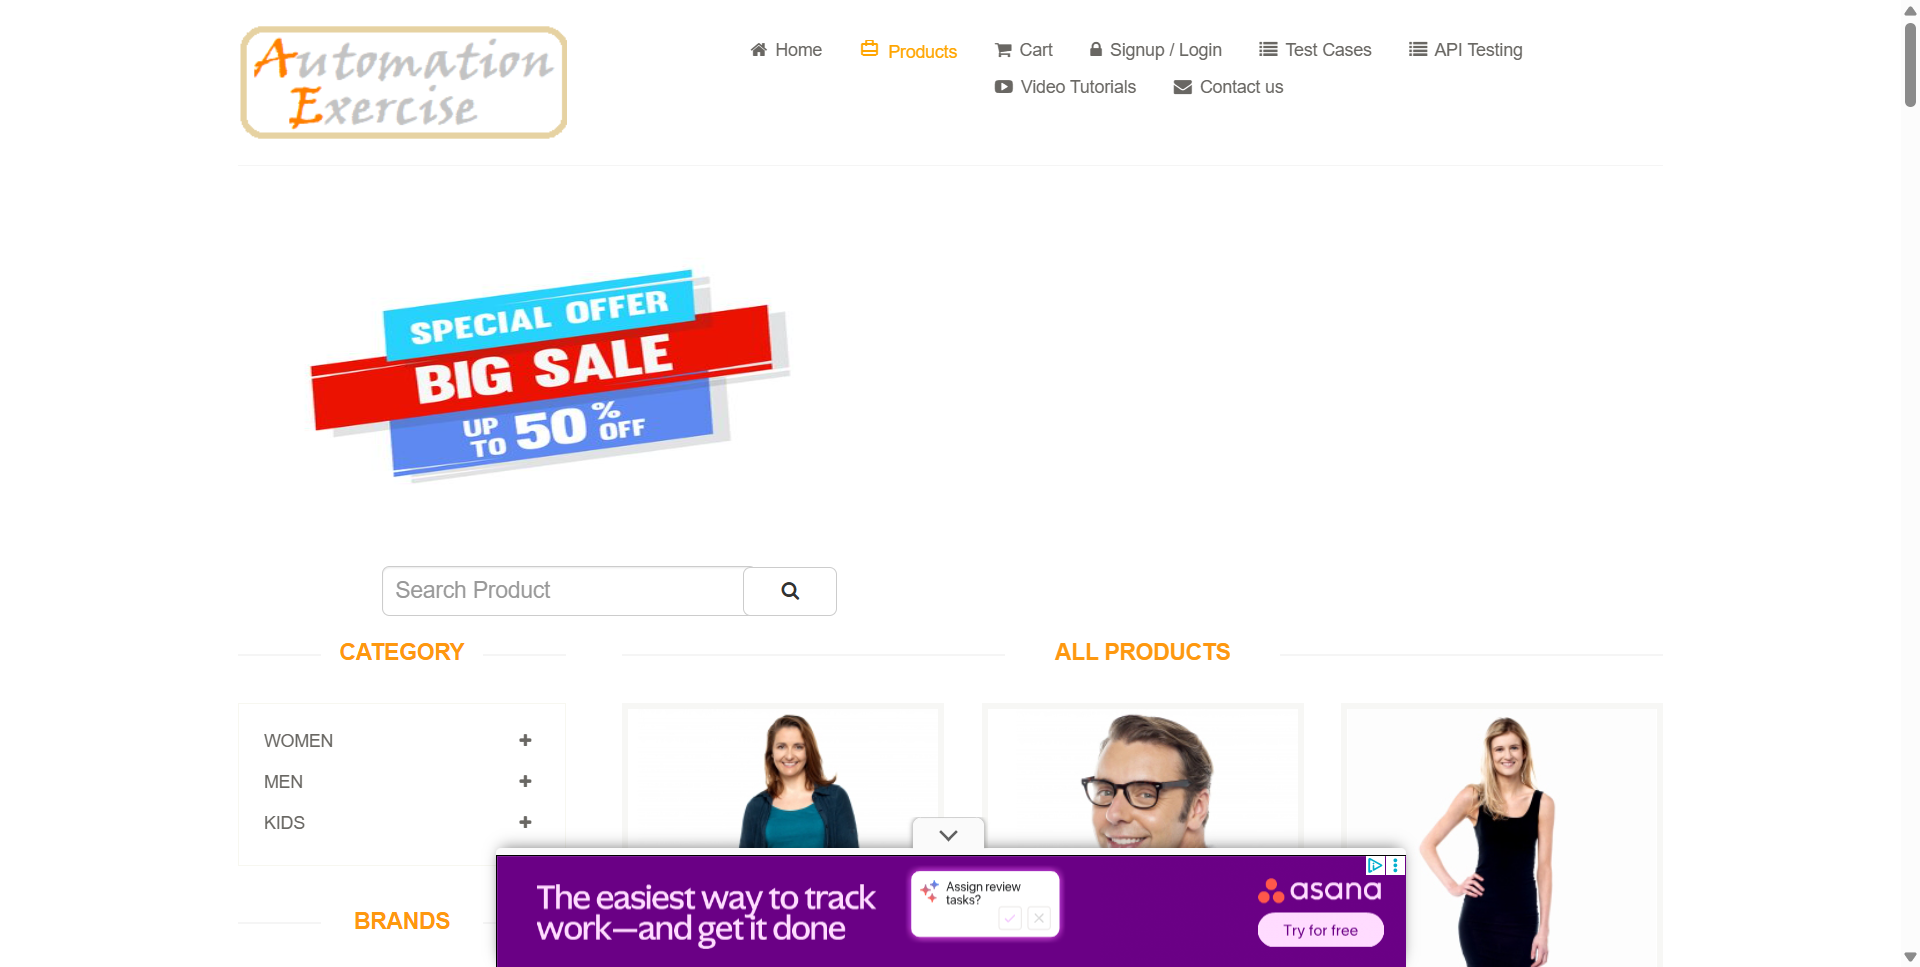 Automation
Exercise
Home
Products
Cart
Signup / Login
Test Cases
API Testing
Video Tutorials
Contact us
SPECIAL OFFER
BIG SALE
UP TO 50% OFF
Search Product
CATEGORY
ALL PRODUCTS
WOMEN
MEN
KIDS
BRANDS
The easiest way to track
work—and get it done
Assign review
tasks?
asana
Try for free